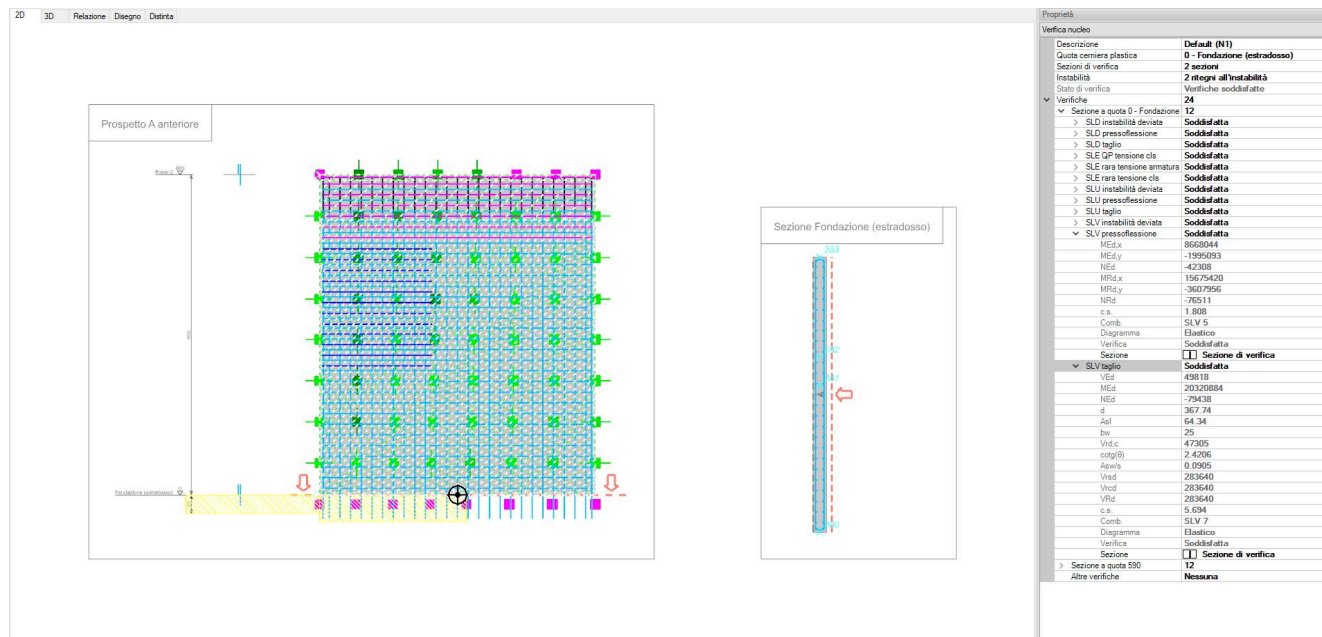 2D 3D Relazione Disegno Distinta
Prospetto A anteriore
Fondazione (estradosso)
Sezione Fondazione (estradosso)
Proprietà
Verifica nucleo
Descrizione Default (N1)
Quota cerniera plastica 0 - Fondazione (estradosso)
Sezioni di verifica 2 sezioni
Instabilità 2 ritegni all'instabilità
Stato di verifica Verifiche soddisfatte
Verifiche 24
Sezione a quota 0 - Fondazione 12
SLD instabilità deviata Soddisfatta
SLD pressoflessione Soddisfatta
SLD taglio Soddisfatta
SLE QP tensione cls Soddisfatta
SLE rara tensione armatura Soddisfatta
SLE rara tensione cls Soddisfatta
SLU instabilità deviata Soddisfatta
SLU pressoflessione Soddisfatta
SLU taglio Soddisfatta
SLV instabilità deviata Soddisfatta
SLV pressoflessione Soddisfatta
MEd,x 8668044
MEd,y -1995093
NEd -42308
MRd,x 15675420
MRd,y -3607956
NRd -76511
c.s. 1.808
Comb. SLV 5
Diagramma Elastico
Verifica Soddisfatta
Sezione Sezione di verifica
SLV taglio Soddisfatta
VEd 49818
MEd 20320884
NEd -79438
d 367.74
Asl 64.34
bw 25
Vrd,c 47305
cotg(θ) 2.4206
Asw/s 0.0905
Vrsd 283640
Vrcd 283640
VRd 283640
c.s. 5.694
Comb. SLV 7
Diagramma Elastico
Verifica Soddisfatta
Sezione Sezione di verifica
Sezione a quota 590 12
Altre verifiche Nessuna